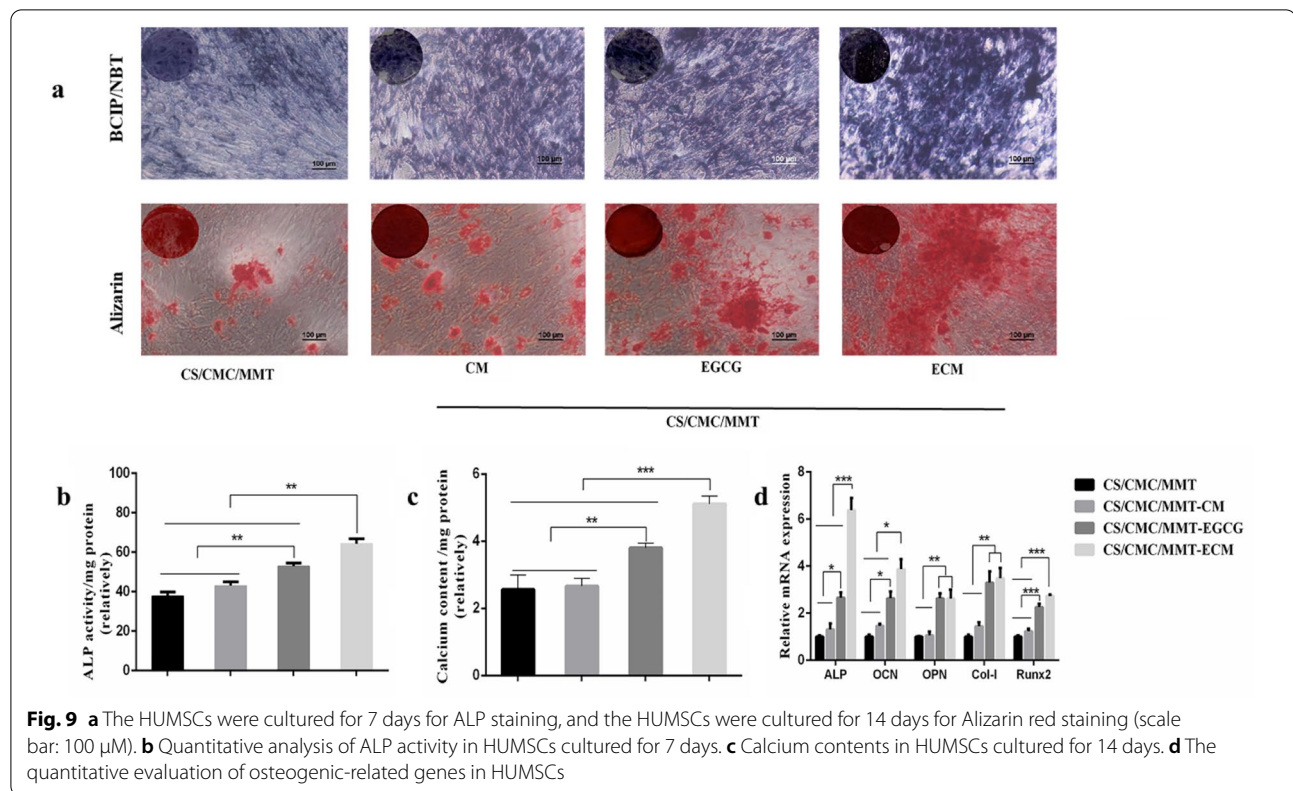 a
BCIP/NBT
100 µm
100 µm
100 µm
100 µm
Alizarin
100 µm
100 µm
100 µm
100 µm
CS/CMC/MMT
CM
EGCG
ECM
CS/CMC/MMT
b
ALP activity/mg protein
(relatively)
100
80
60
40
20
0
**
**
c
Calcium content /mg protein
(relatively)
6
4
2
0
***
**
d
Relative mRNA expression
8
6
4
2
0
***
*
*
*
**
**
***
***
ALP
OCN
OPN
Col-I
Runx2
CS/CMC/MMT
CS/CMC/MMT-CM
CS/CMC/MMT-EGCG
CS/CMC/MMT-ECM
Fig. 9 a The HUMSCs were cultured for 7 days for ALP staining, and the HUMSCs were cultured for 14 days for Alizarin red staining (scale
bar: 100 µM). b Quantitative analysis of ALP activity in HUMSCs cultured for 7 days. c Calcium contents in HUMSCs cultured for 14 days. d The
quantitative evaluation of osteogenic-related genes in HUMSCs